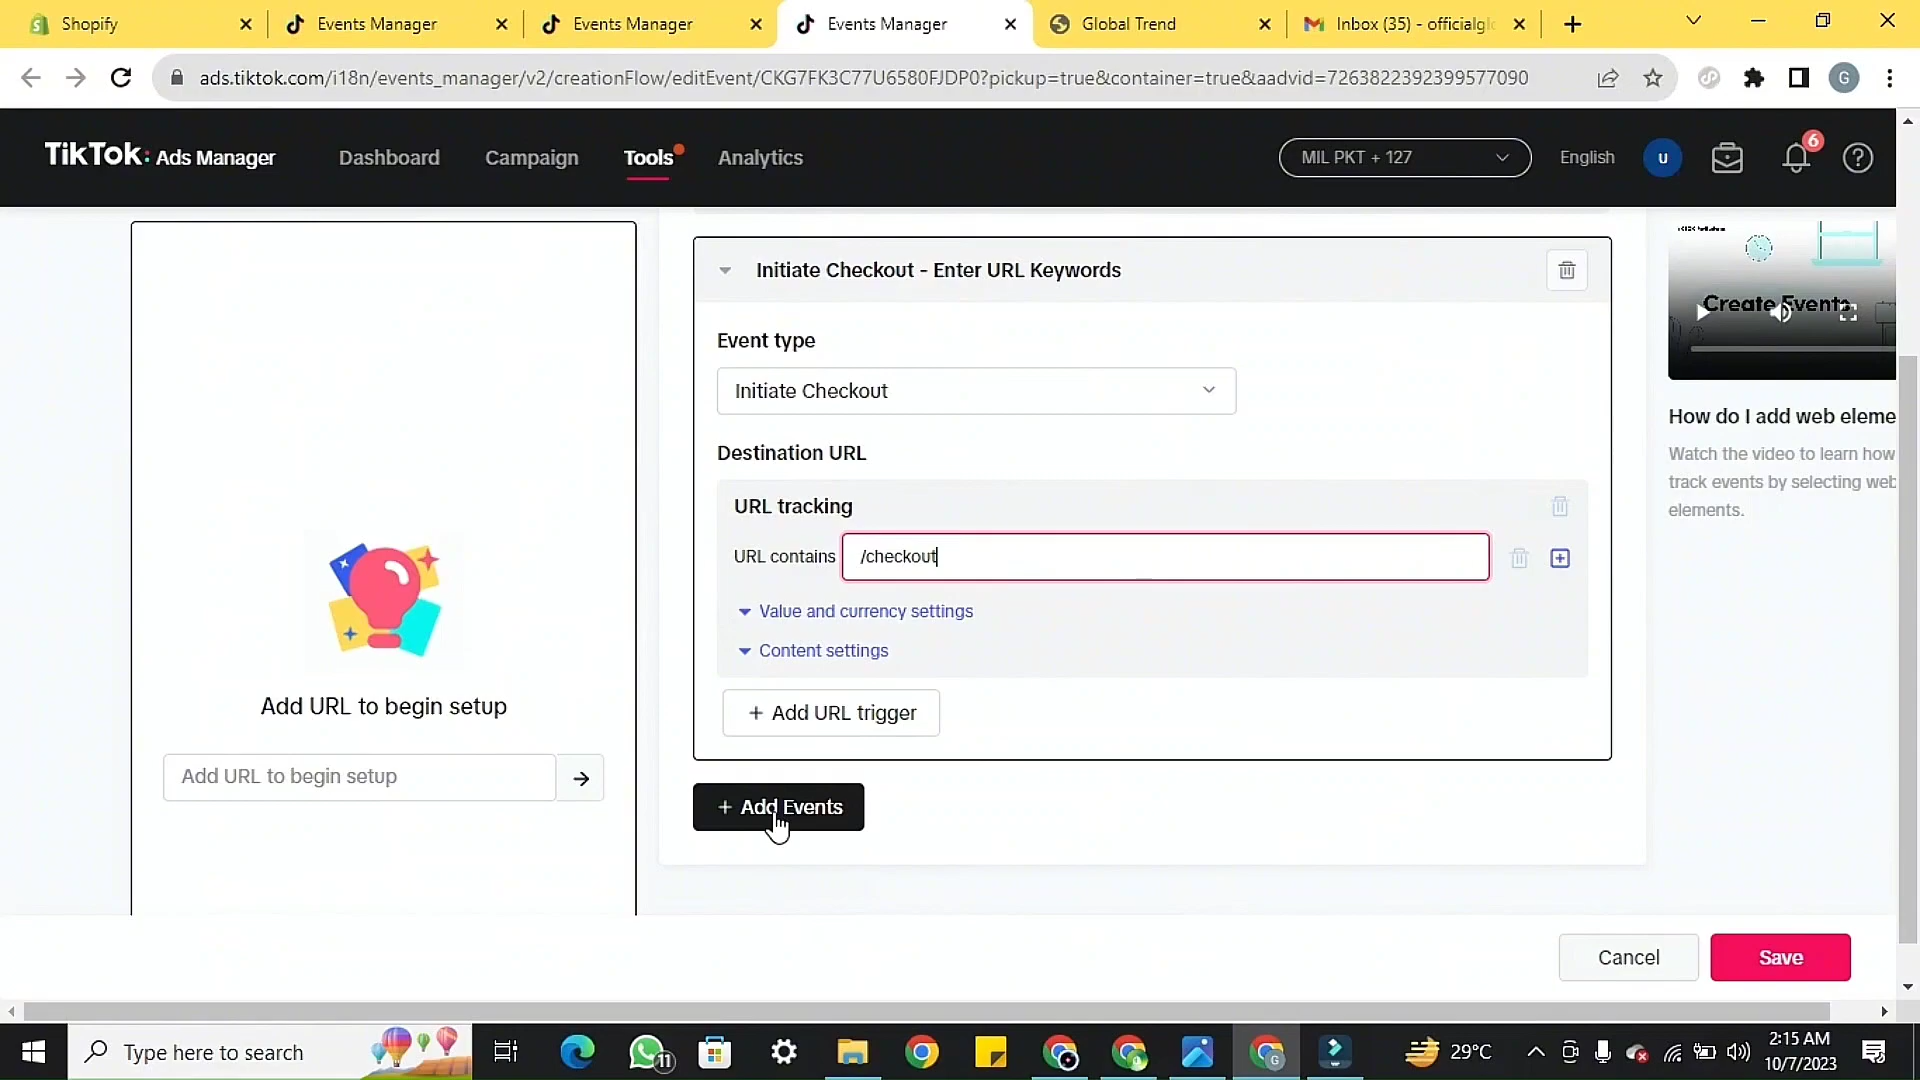 Shopify
Events Manager
Events Manager
Events Manager
Global Trend
Inbox (35) - officialglo
ads.tiktok.com/i18n/events_manager/v2/creationFlow/editEvent/CKG7FK3C77U6580FJDP0?pickup=true&container=true&aadvid=7263822392399577090
G
TikTok: Ads Manager
Dashboard
Campaign
Tools
Analytics
MIL PKT + 127
English
U
6
Initiate Checkout - Enter URL Keywords
Event type
Initiate Checkout
Destination URL
URL tracking
URL contains
/checkout
Value and currency settings
Content settings
+ Add URL trigger
+ Add Events
Add URL to begin setup
Add URL to begin setup
Create Events
How do I add web eleme
Watch the video to learn how
track events by selecting web
elements.
Cancel
Save
Type here to search
11
G
29°C
2:15 AM
10/7/2023